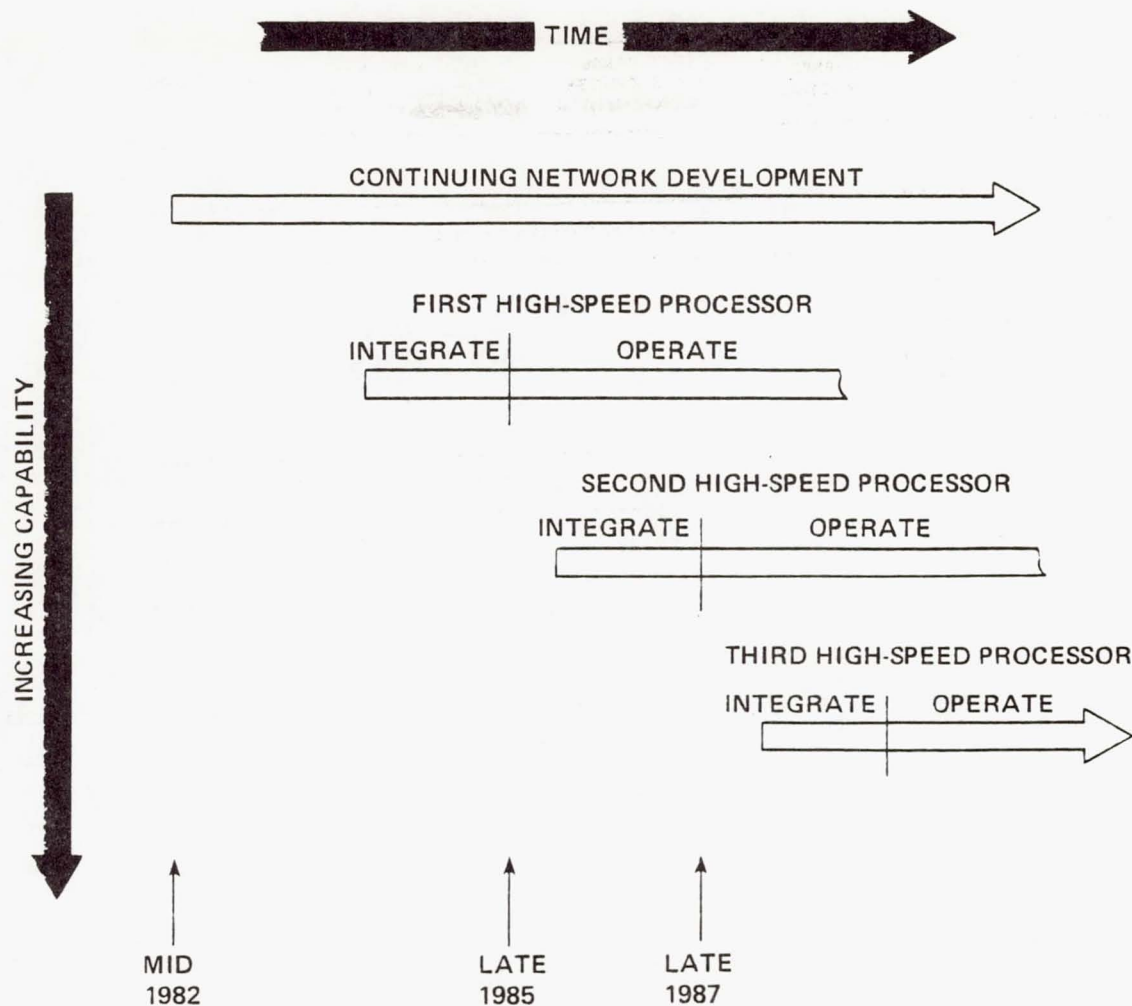 TIME
CONTINUING NETWORK DEVELOPMENT
INCREASING CAPABILITY
FIRST HIGH-SPEED PROCESSOR
INTEGRATE
OPERATE
SECOND HIGH-SPEED PROCESSOR
INTEGRATE
OPERATE
THIRD HIGH-SPEED PROCESSOR
INTEGRATE
OPERATE
MID
1982
LATE
1985
LATE
1987